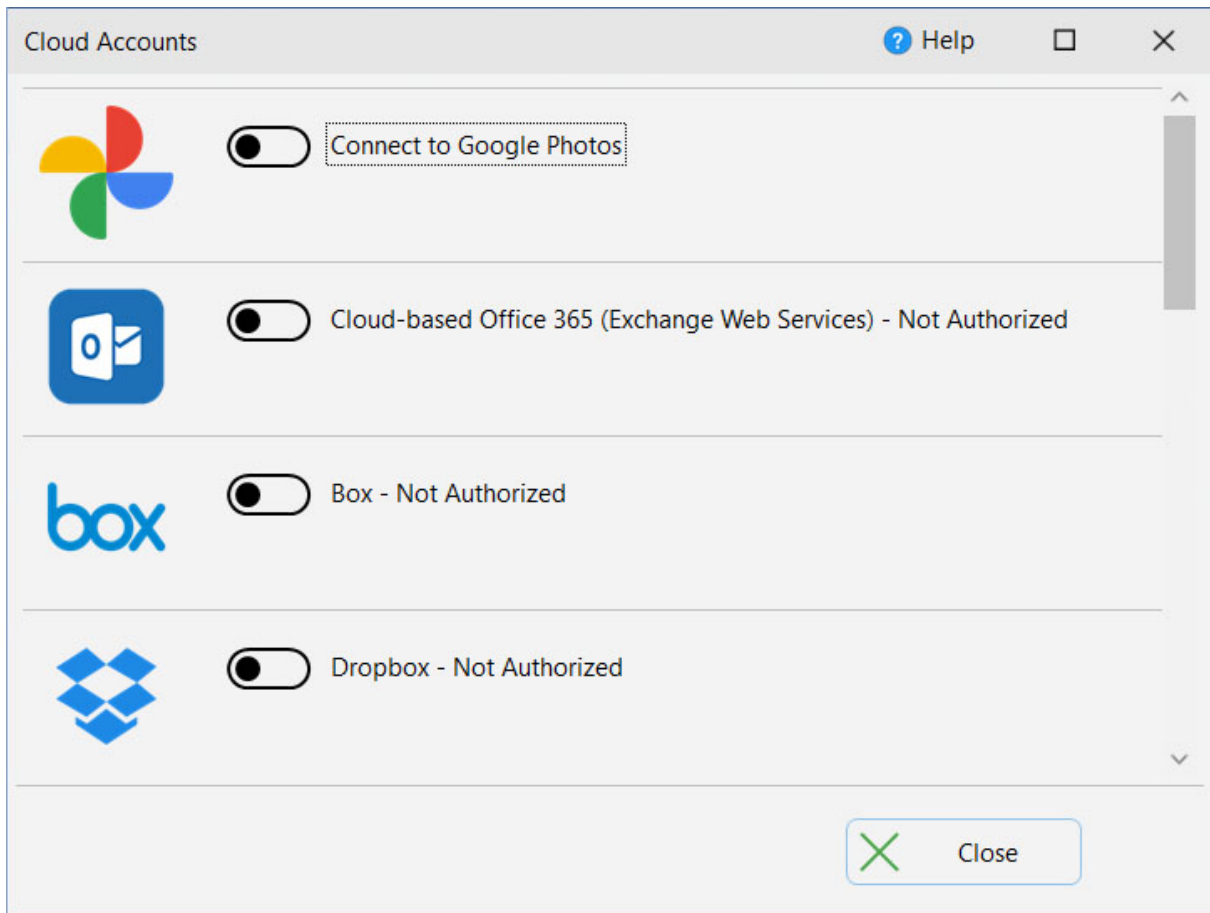 Cloud Accounts
? Help
Connect to Google Photos
Cloud-based Office 365 (Exchange Web Services) - Not Authorized
O
box
Box - Not Authorized
Dropbox - Not Authorized
Close